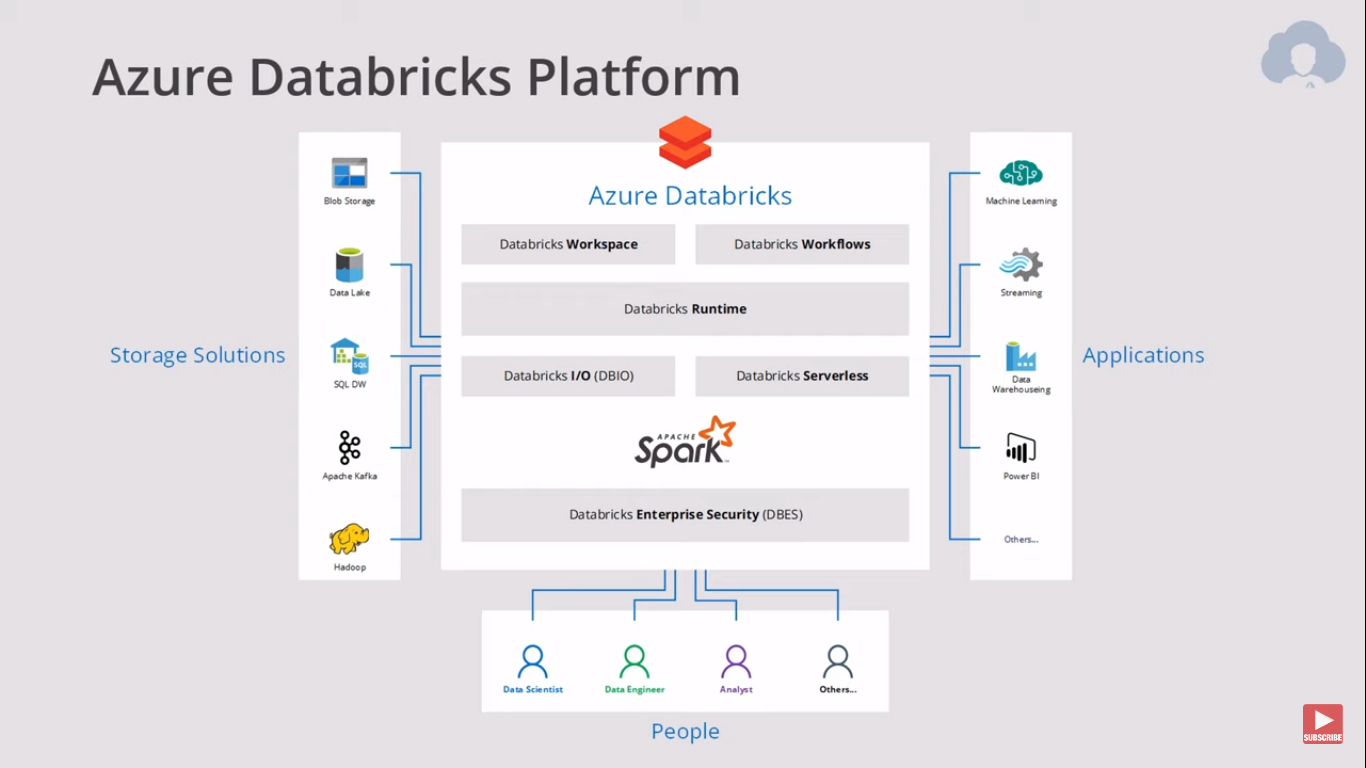 Azure Databricks Platform
Blob Storage
Data Lake
SQL
SQL DW
Apache Kafka
Hadoop
Storage Solutions
Azure Databricks
Databricks Workspace
Databricks Workflows
Databricks Runtime
Databricks I/O (DBIO)
Databricks Serverless
APACHE
Spark™
Databricks Enterprise Security (DBES)
Machine Learning
Streaming
Data
Warehouseing
Power BI
Others...
Applications
Data Scientist
Data Engineer
Analyst
Others...
People
SUBSCRIBE